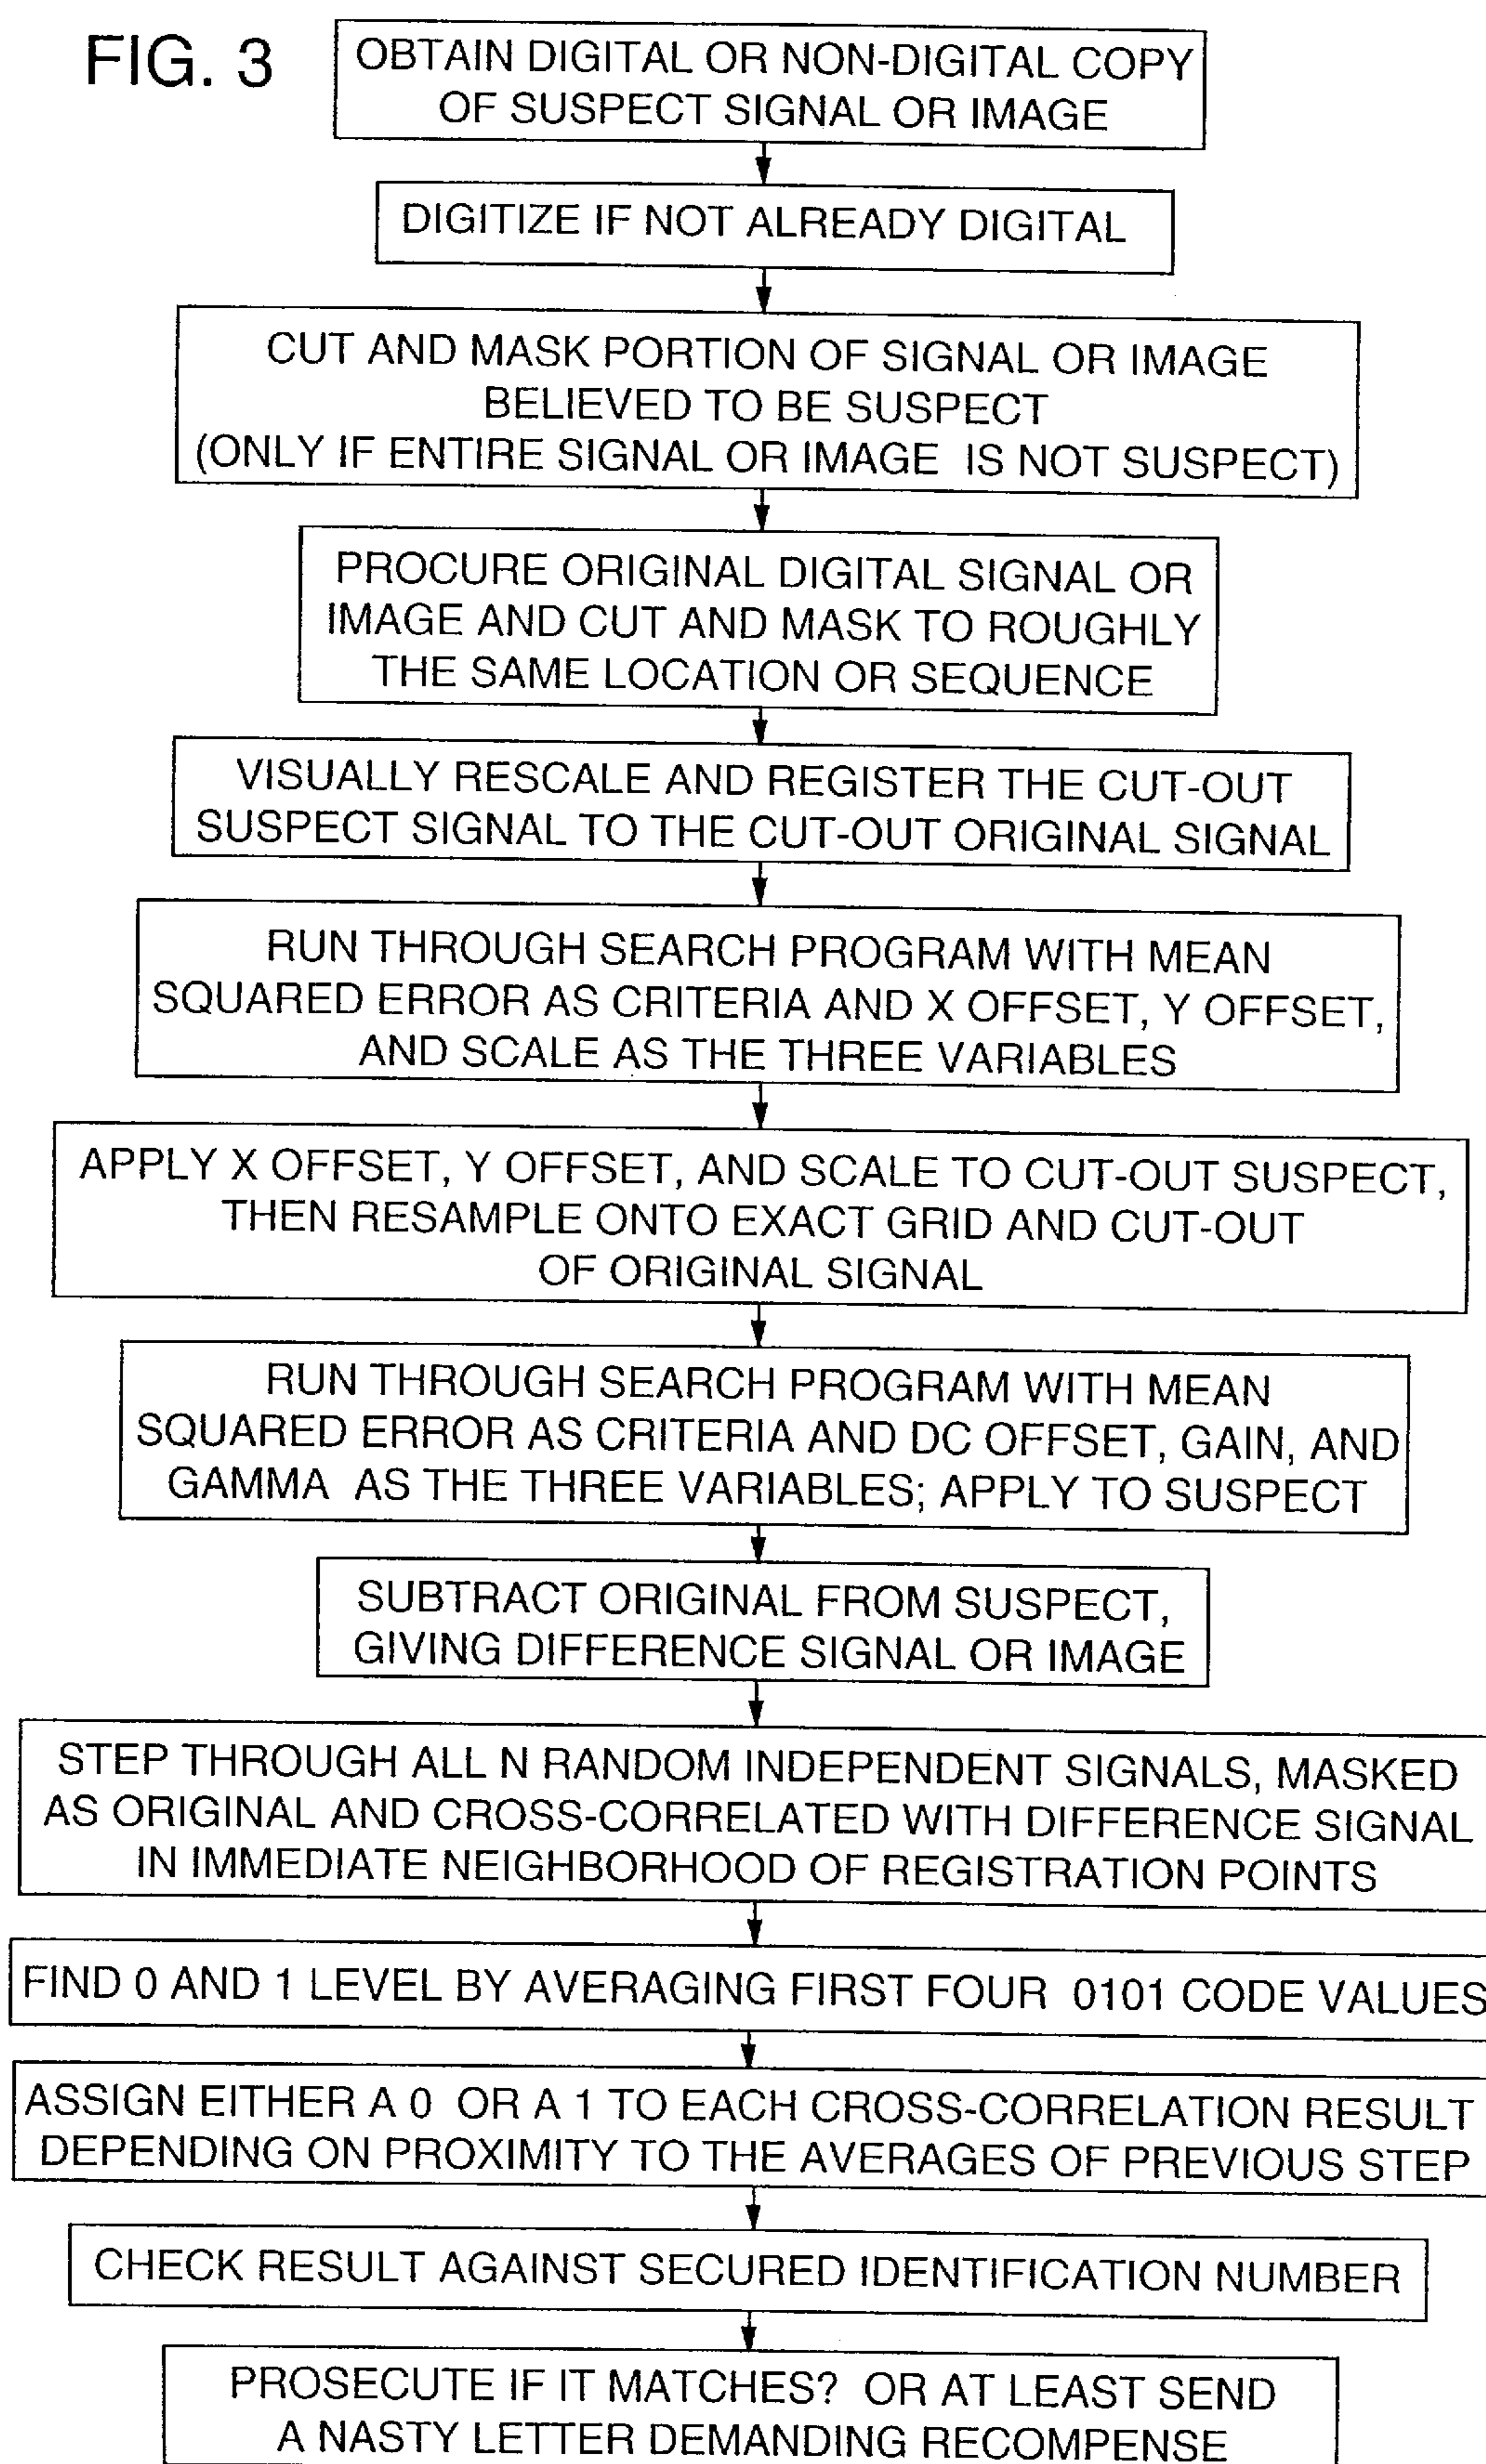 FIG. 3
OBTAIN DIGITAL OR NON-DIGITAL COPY
OF SUSPECT SIGNAL OR IMAGE
DIGITIZE IF NOT ALREADY DIGITAL
CUT AND MASK PORTION OF SIGNAL OR IMAGE
BELIEVED TO BE SUSPECT
(ONLY IF ENTIRE SIGNAL OR IMAGE IS NOT SUSPECT)
PROCURE ORIGINAL DIGITAL SIGNAL OR
IMAGE AND CUT AND MASK TO ROUGHLY
THE SAME LOCATION OR SEQUENCE
VISUALLY RESCALE AND REGISTER THE CUT-OUT
SUSPECT SIGNAL TO THE CUT-OUT ORIGINAL SIGNAL
RUN THROUGH SEARCH PROGRAM WITH MEAN
SQUARED ERROR AS CRITERIA AND X OFFSET, Y OFFSET,
AND SCALE AS THE THREE VARIABLES
APPLY X OFFSET, Y OFFSET, AND SCALE TO CUT-OUT SUSPECT,
THEN RESAMPLE ONTO EXACT GRID AND CUT-OUT
OF ORIGINAL SIGNAL
RUN THROUGH SEARCH PROGRAM WITH MEAN
SQUARED ERROR AS CRITERIA AND DC OFFSET, GAIN, AND
GAMMA AS THE THREE VARIABLES; APPLY TO SUSPECT
SUBTRACT ORIGINAL FROM SUSPECT,
GIVING DIFFERENCE SIGNAL OR IMAGE
STEP THROUGH ALL N RANDOM INDEPENDENT SIGNALS, MASKED
AS ORIGINAL AND CROSS-CORRELATED WITH DIFFERENCE SIGNAL
IN IMMEDIATE NEIGHBORHOOD OF REGISTRATION POINTS
FIND 0 AND 1 LEVEL BY AVERAGING FIRST FOUR 0101 CODE VALUES
ASSIGN EITHER A 0 OR A 1 TO EACH CROSS-CORRELATION RESULT
DEPENDING ON PROXIMITY TO THE AVERAGES OF PREVIOUS STEP
CHECK RESULT AGAINST SECURED IDENTIFICATION NUMBER
PROSECUTE IF IT MATCHES? OR AT LEAST SEND
A NASTY LETTER DEMANDING RECOMPENSE